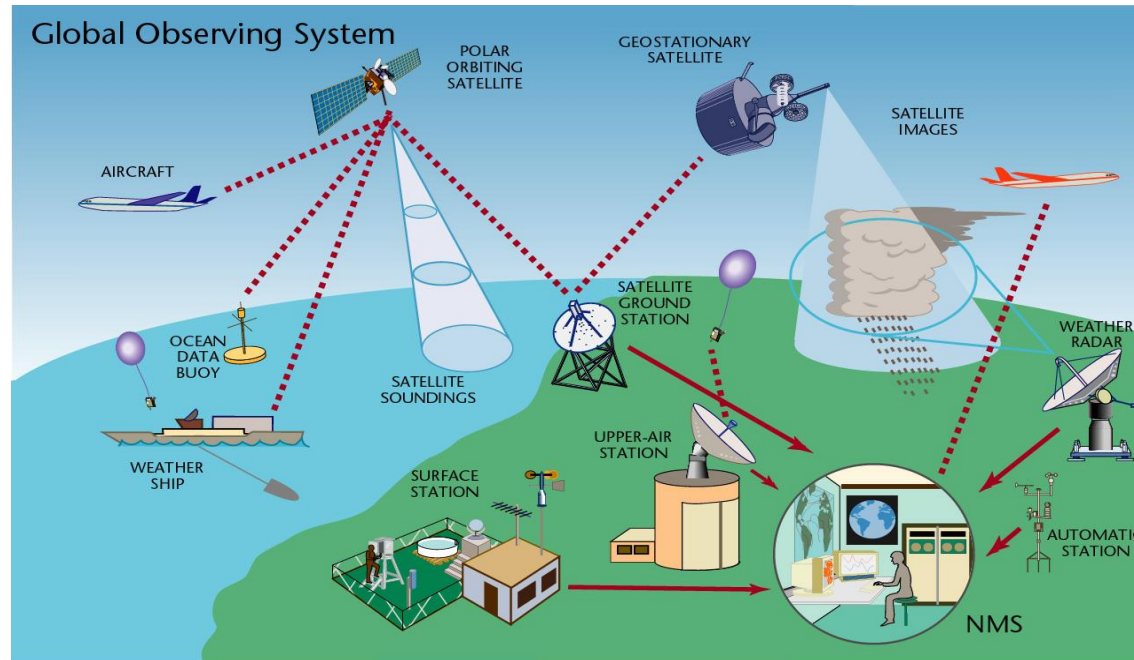 Global Observing System
POLAR
ORBITING
SATELLITE
GEOSTATIONARY
SATELLITE
SATELLITE
IMAGES
AIRCRAFT
OCEAN
DATA
BUOY
SATELLITE
GROUND
STATION
WEATHER
RADAR
SATELLITE
SOUNDINGS
WEATHER
SHIP
UPPER-AIR
STATION
SURFACE
STATION
AUTOMATIC
STATION
NMS